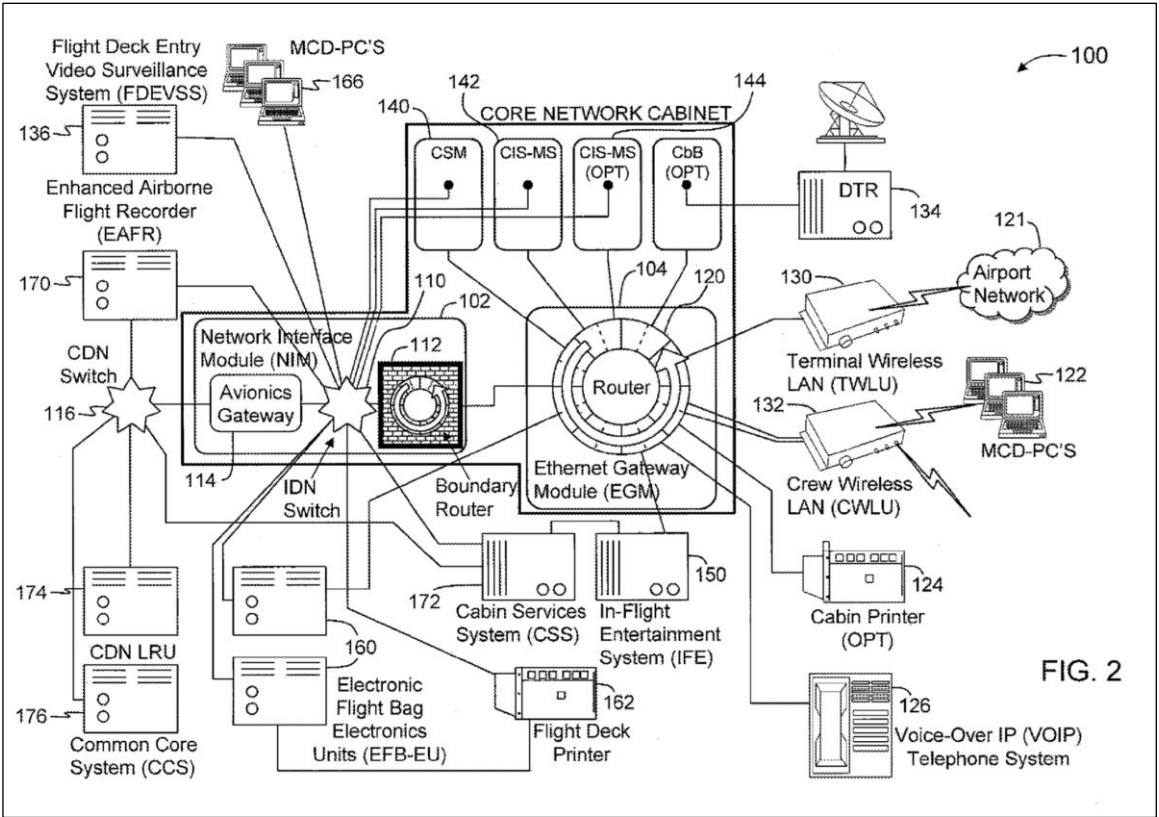 Flight Deck Entry
Video Surveillance
System (FDEVSS)
MCD-PC'S
166
100
136
Enhanced Airborne
Flight Recorder
(EAFR)
170
CORE NETWORK CABINET
140
142
144
CSM
CIS-MS
CIS-MS
(OPT)
CbB
(OPT)
DTR
134
121
Airport
Network
130
Terminal Wireless
LAN (TWLU)
122
MCD-PC'S
132
Crew Wireless
LAN (CWLU)
104
120
110
102
Network Interface
Module (NIM)
112
Avionics
Gateway
114
CDN
Switch
116
IDN
Switch
Boundary
Router
Router
Ethernet Gateway
Module (EGM)
174
CDN LRU
176
Common Core
System (CCS)
160
Electronic
Flight Bag
Electronics
Units (EFB-EU)
172
Cabin Services
System (CSS)
150
In-Flight
Entertainment
System (IFE)
162
Flight Deck
Printer
124
Cabin Printer
(OPT)
126
Voice-Over IP (VOIP)
Telephone System
FIG. 2